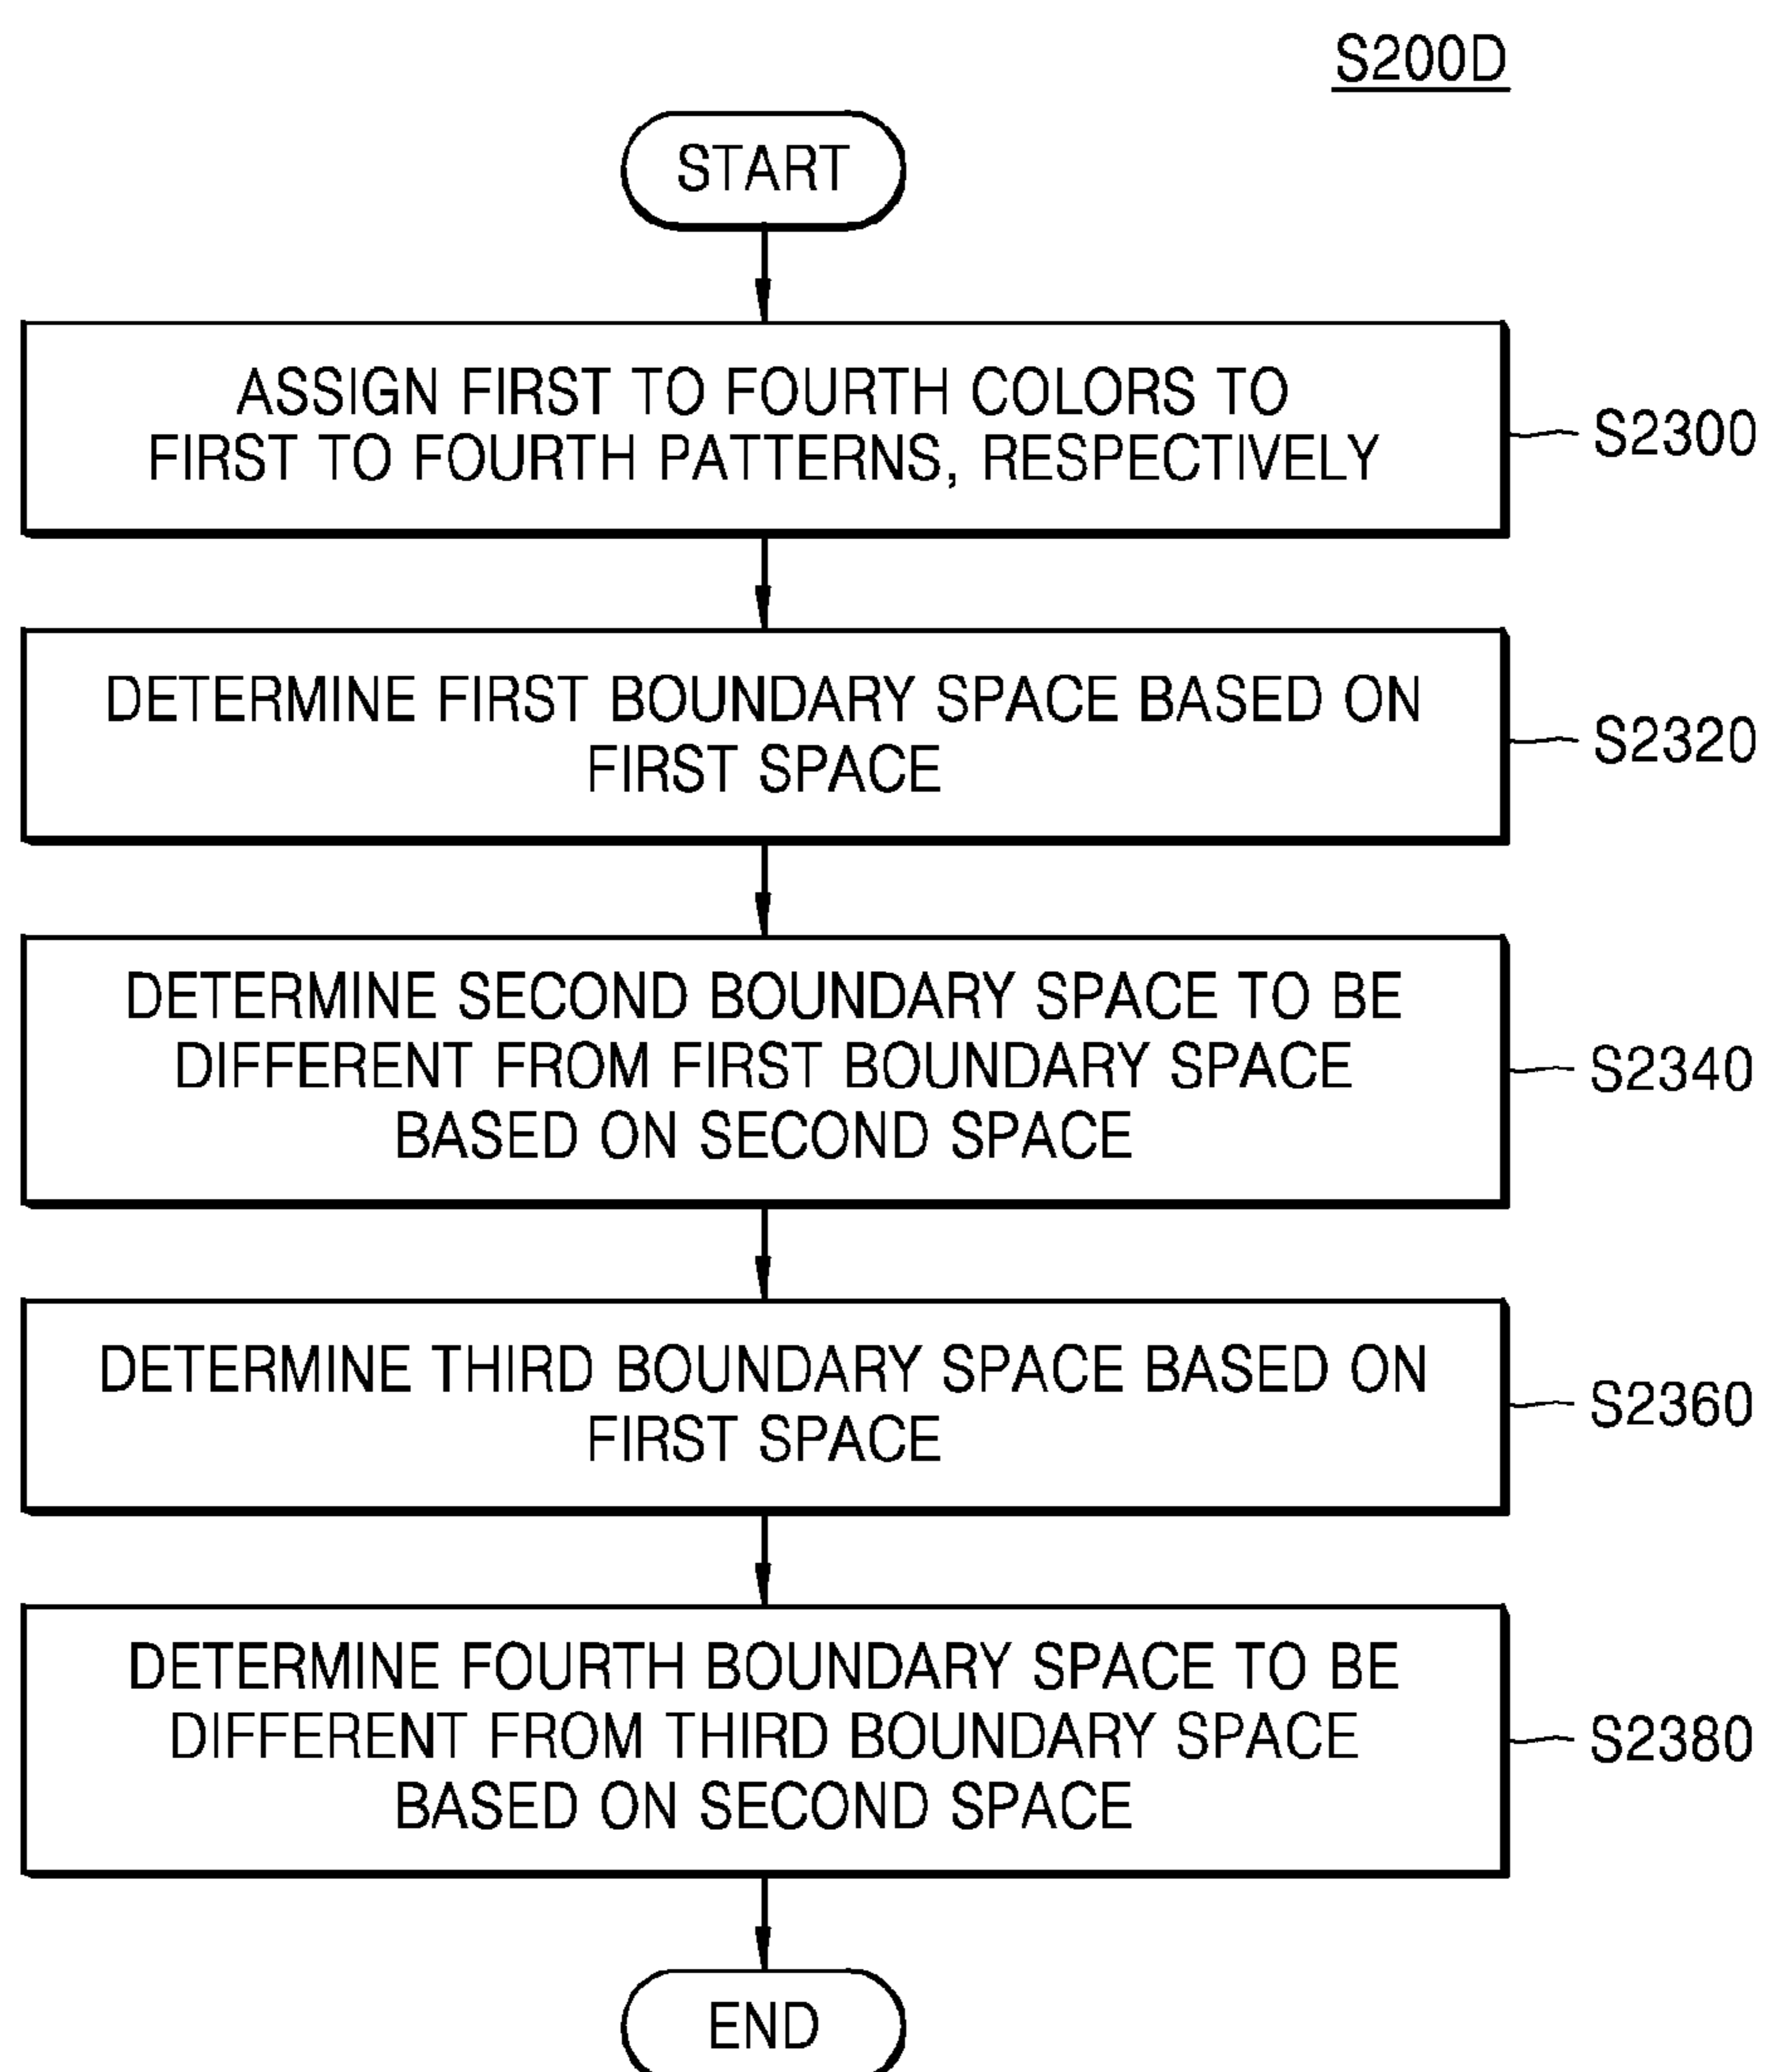 S200D
START
ASSIGN FIRST TO FOURTH COLORS TO
FIRST TO FOURTH PATTERNS, RESPECTIVELY
S2300
DETERMINE FIRST BOUNDARY SPACE BASED ON
FIRST SPACE
S2320
DETERMINE SECOND BOUNDARY SPACE TO BE
DIFFERENT FROM FIRST BOUNDARY SPACE
BASED ON SECOND SPACE
S2340
DETERMINE THIRD BOUNDARY SPACE BASED ON
FIRST SPACE
S2360
DETERMINE FOURTH BOUNDARY SPACE TO BE
DIFFERENT FROM THIRD BOUNDARY SPACE
BASED ON SECOND SPACE
S2380
END